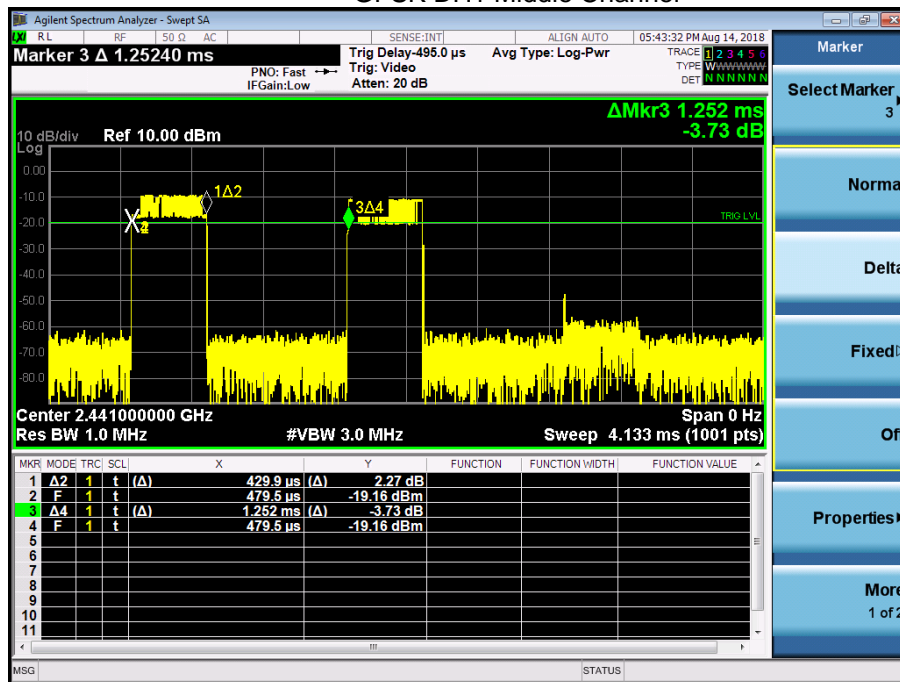 Agilent Spectrum Analyzer - Swept SA
LXI RL RF 50 Ω AC SENSE:INT ALIGN AUTO 05:43:32 PM Aug 14, 2018
Marker 3 Δ 1.25240 ms
Trig Delay-495.0 µs Avg Type: Log-Pwr TRACE 1 2 3 4 5 6
PNO: Fast Trig: Video TYPE WWWWWW
IFGain:Low Atten: 20 dB DET N N N N N N
Marker
Select Marker
3
ΔMkr3 1.252 ms
-3.73 dB
10 dB/div Ref 10.00 dBm
Log
0.00
-10.0
-20.0
-30.0
-40.0
-50.0
-60.0
-70.0
-80.0
1Δ2
3Δ4
TRIG LVL
Center 2.441000000 GHz Span 0 Hz
Res BW 1.0 MHz #VBW 3.0 MHz Sweep 4.133 ms (1001 pts)
MKR MODE TRC SCL X Y FUNCTION FUNCTION WIDTH FUNCTION VALUE
1 Δ2 1 t (Δ) 429.9 µs (Δ) 2.27 dB
2 F 1 t 479.5 µs -19.16 dBm
3 Δ4 1 t (Δ) 1.252 ms (Δ) -3.73 dB
4 F 1 t 479.5 µs -19.16 dBm
5
6
7
8
9
10
11
Norma
Delta
Fixed
Of
Properties
More
1 of 2
MSG STATUS